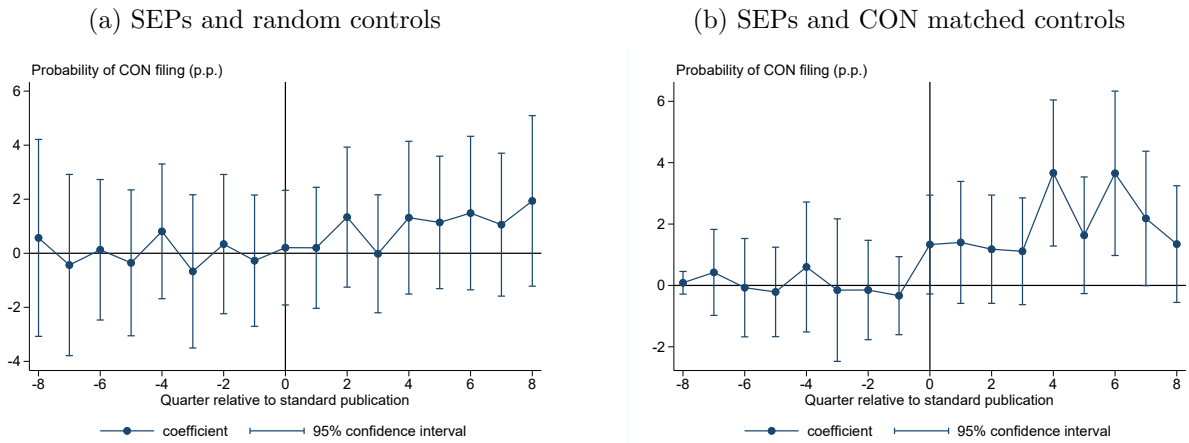 (a) SEPs and random controls
Probability of CON filing (p.p.)
6
4
2
0
-2
-4
-8 -6 -4 -2 0 2 4 6 8
Quarter relative to standard publication
coefficient 95% confidence interval
(b) SEPs and CON matched controls
Probability of CON filing (p.p.)
6
4
2
0
-2
-8 -6 -4 -2 0 2 4 6 8
Quarter relative to standard publication
coefficient 95% confidence interval